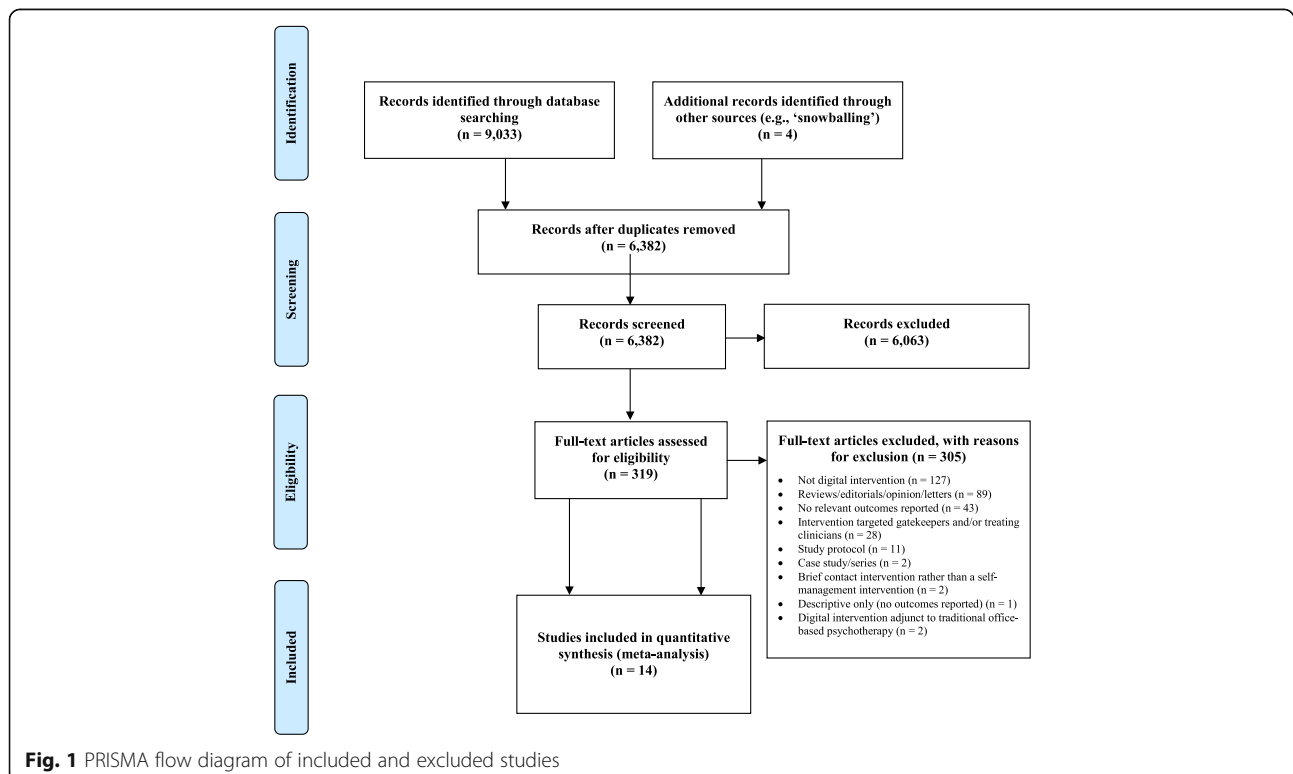 Identification
Records identified through database
searching
(n = 9,033)
Additional records identified through
other sources (e.g., ‘snowballing’)
(n = 4)
Screening
Records after duplicates removed
(n = 6,382)
Records screened
(n = 6,382)
Records excluded
(n = 6,063)
Eligibility
Full-text articles assessed
for eligibility
(n = 319)
Full-text articles excluded, with reasons
for exclusion (n = 305)
• Not digital intervention (n = 127)
• Reviews/editorials/opinion/letters (n = 89)
• No relevant outcomes reported (n = 43)
• Intervention targeted gatekeepers and/or treating
clinicians (n = 28)
• Study protocol (n = 11)
• Case study/series (n = 2)
• Brief contact intervention rather than a self-
management intervention (n = 2)
• Descriptive only (no outcomes reported) (n = 1)
• Digital intervention adjunct to traditional office-
based psychotherapy (n = 2)
Included
Studies included in quantitative
synthesis (meta-analysis)
(n = 14)
Fig. 1 PRISMA flow diagram of included and excluded studies